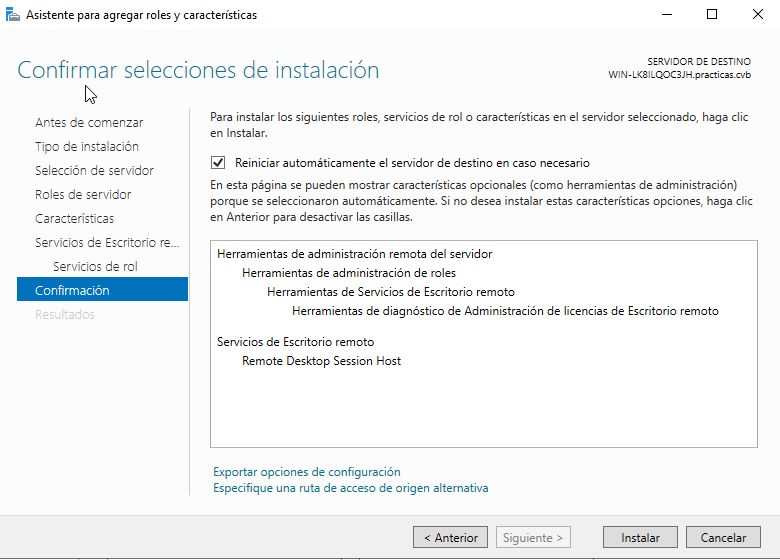 Asistente para agregar roles y características
Confirmar selecciones de instalación
SERVIDOR DE DESTINO
WIN-LK8ILQOC3JH.practicas.cvb
Antes de comenzar
Tipo de instalación
Selección de servidor
Roles de servidor
Características
Servicios de Escritorio re...
Servicios de rol
Confirmación
Resultados
Para instalar los siguientes roles, servicios de rol o características en el servidor seleccionado, haga clic
en Instalar.
Reiniciar automáticamente el servidor de destino en caso necesario
En esta página se pueden mostrar características opcionales (como herramientas de administración)
porque se seleccionaron automáticamente. Si no desea instalar estas características opciones, haga clic
en Anterior para desactivar las casillas.
Herramientas de administración remota del servidor
Herramientas de administración de roles
Herramientas de Servicios de Escritorio remoto
Herramientas de diagnóstico de Administración de licencias de Escritorio remoto
Servicios de Escritorio remoto
Remote Desktop Session Host
Exportar opciones de configuración
Especifique una ruta de acceso de origen alternativa
< Anterior
Siguiente >
Instalar
Cancelar